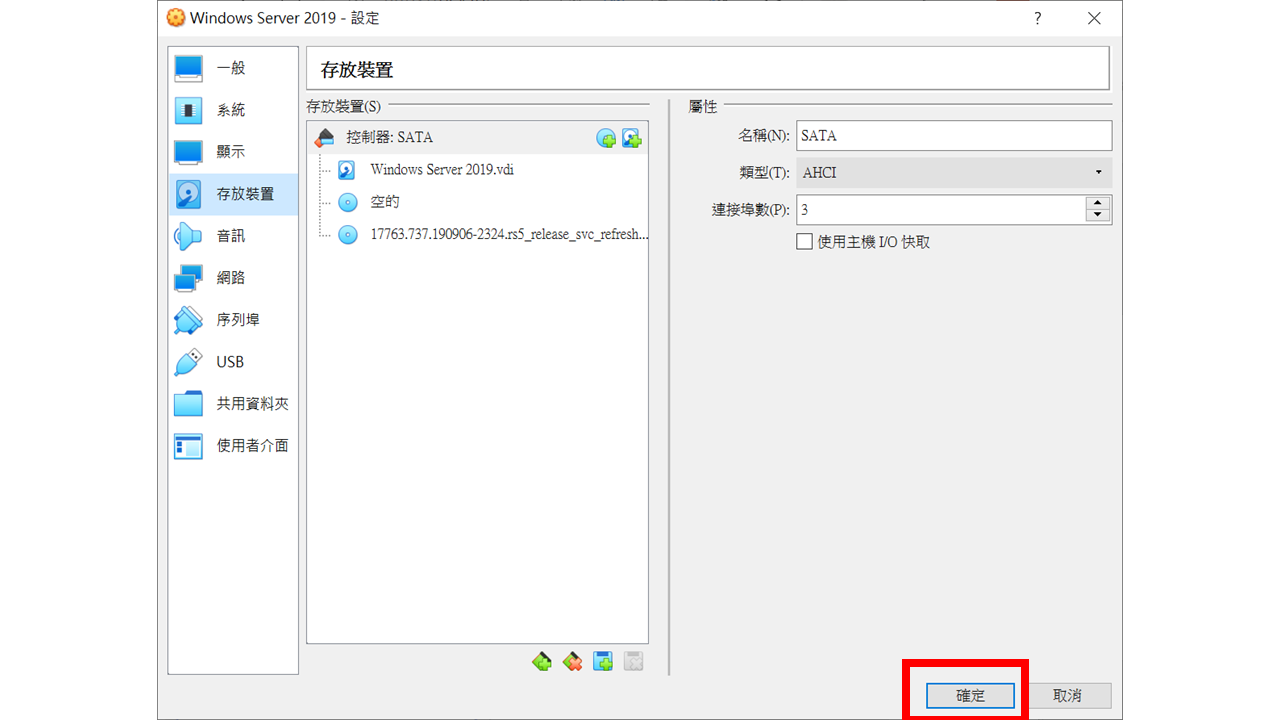 Windows Server 2019 - 設定
?
一般
系統
顯示
存放裝置
音訊
網路
序列埠
USB
共用資料夾
使用者介面
存放裝置
存放裝置(S)
控制器: SATA
Windows Server 2019.vdi
空的
17763.737.190906-2324.rs5_release_svc_refresh...
屬性
名稱(N): SATA
類型(T): AHCI
連接埠數(P): 3
使用主機 I/O 快取
確定
取消